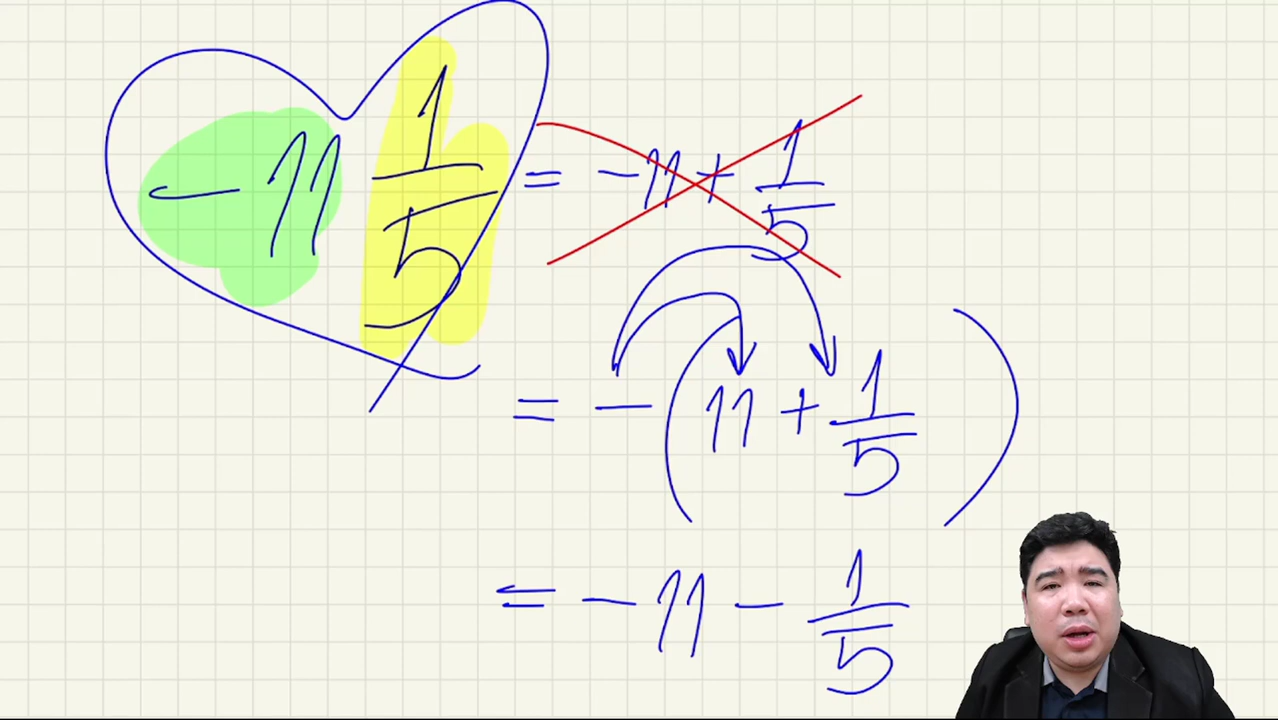 -11 1/5 = -11 + 1/5
= -(11 + 1/5)
= -11 - 1/5